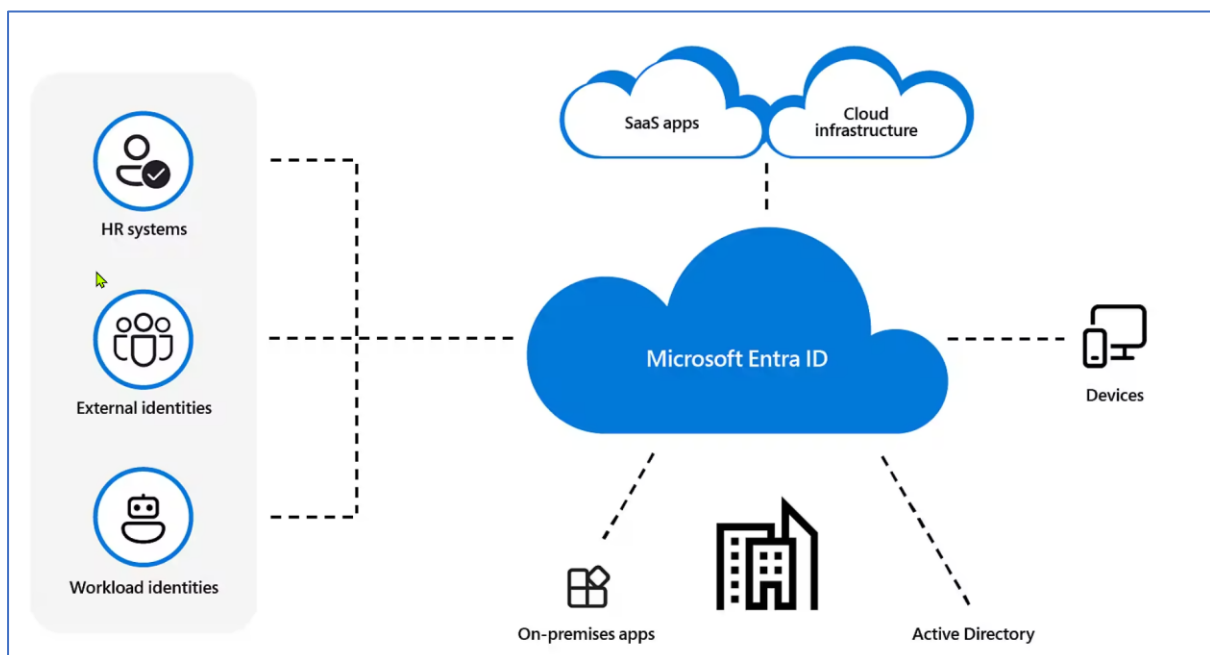 SaaS apps
Cloud
infrastructure
HR systems
Microsoft Entra ID
Devices
External identities
Workload identities
On-premises apps
Active Directory